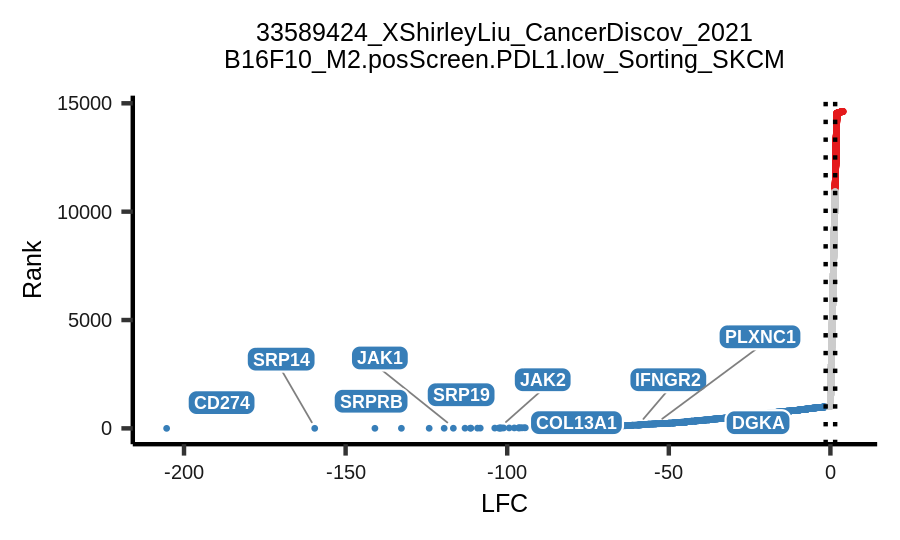 33589424_XShirleyLiu_CancerDiscov_2021
B16F10_M2.posScreen.PDL1.low_Sorting_SKCM
15000
10000
5000
0
Rank
PLXNC1
SRP14
JAK1
JAK2
IFNGR2
CD274
SRPRB
SRP19
COL13A1
DGKA
-200
-150
-100
-50
0
LFC